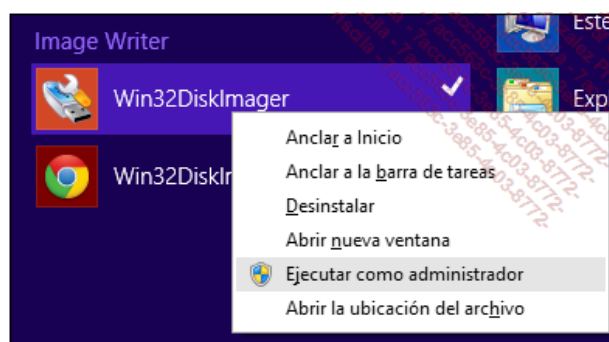 Image Writer
Este
Win32DiskImager
Exp
Win32DiskIr
Anclar a Inicio
Anclar a la barra de tareas
Desinstalar
Abrir nueva ventana
Ejecutar como administrador
Abrir la ubicación del archivo